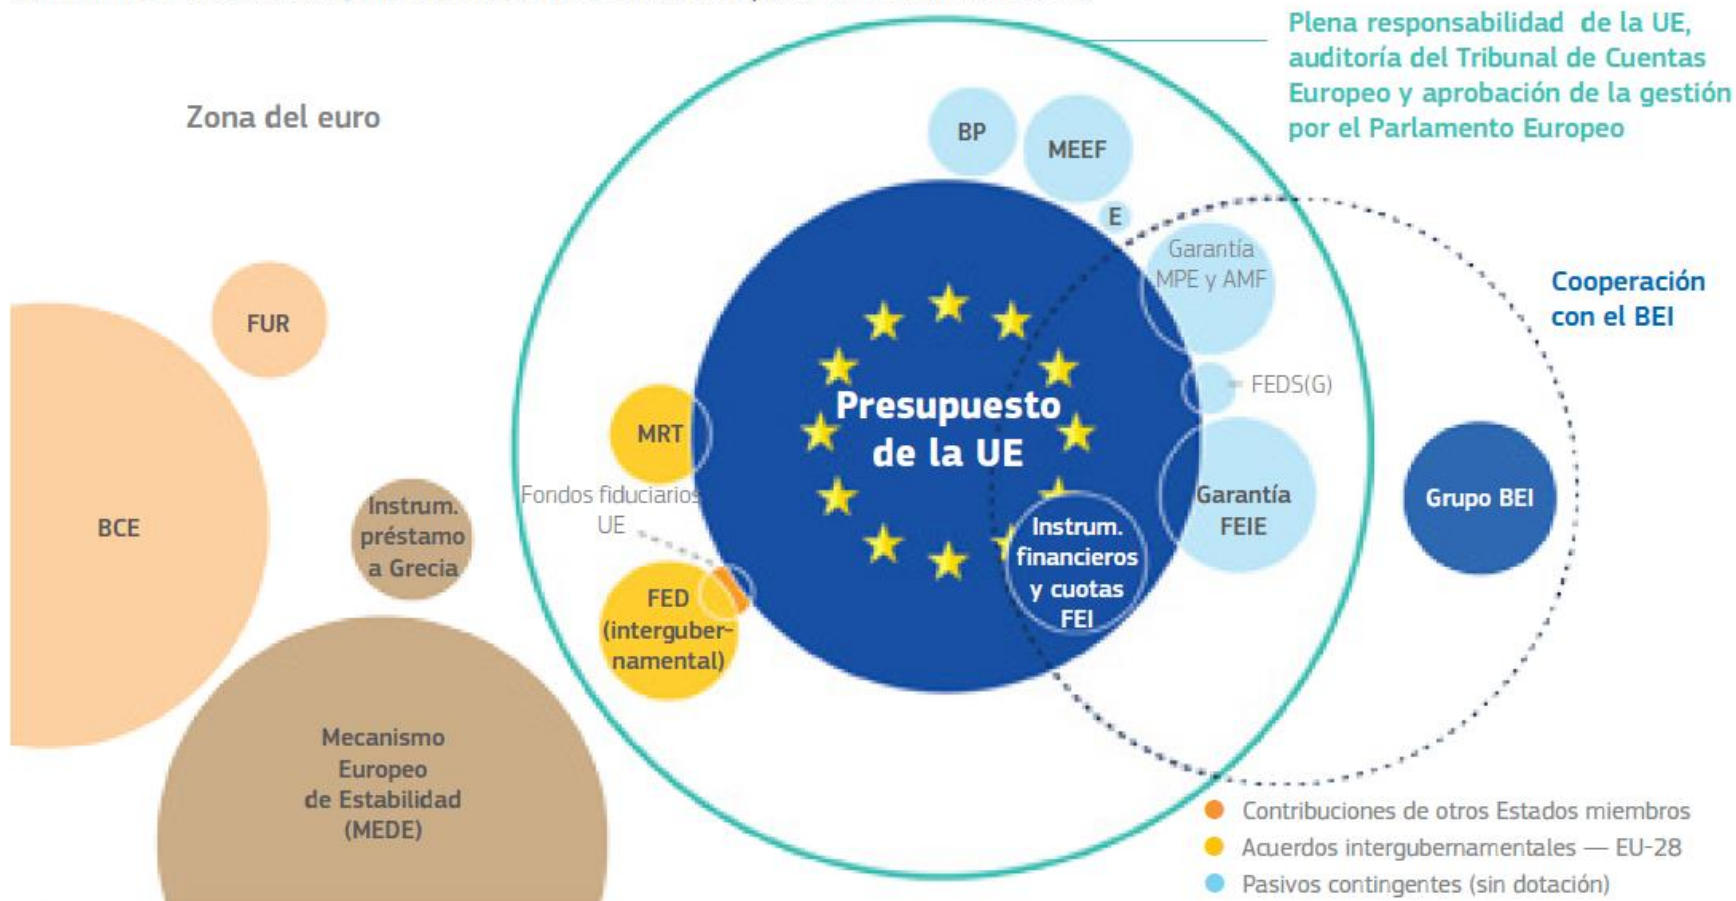 Plena responsabilidad de la UE,
auditoría del Tribunal de Cuentas
Europeo y aprobación de la gestión
por el Parlamento Europeo
Zona del euro
BP
MEEF
E
Garantía
MPE y AMF
Cooperación
con el BEI
FUR
FEDS(G)
Presupuesto
de la UE
MRT
Fondos fiduciarios
UE
Garantía
FEIE
Grupo BEI
BCE
Instrum.
préstamo
a Grecia
Instrum.
financieros
y cuotas
FEI
FED
(interguber-
namental)
Mecanismo
Europeo
de Estabilidad
(MEDE)
Contribuciones de otros Estados miembros
Acuerdos intergubernamentales — EU-28
Pasivos contingentes (sin dotación)